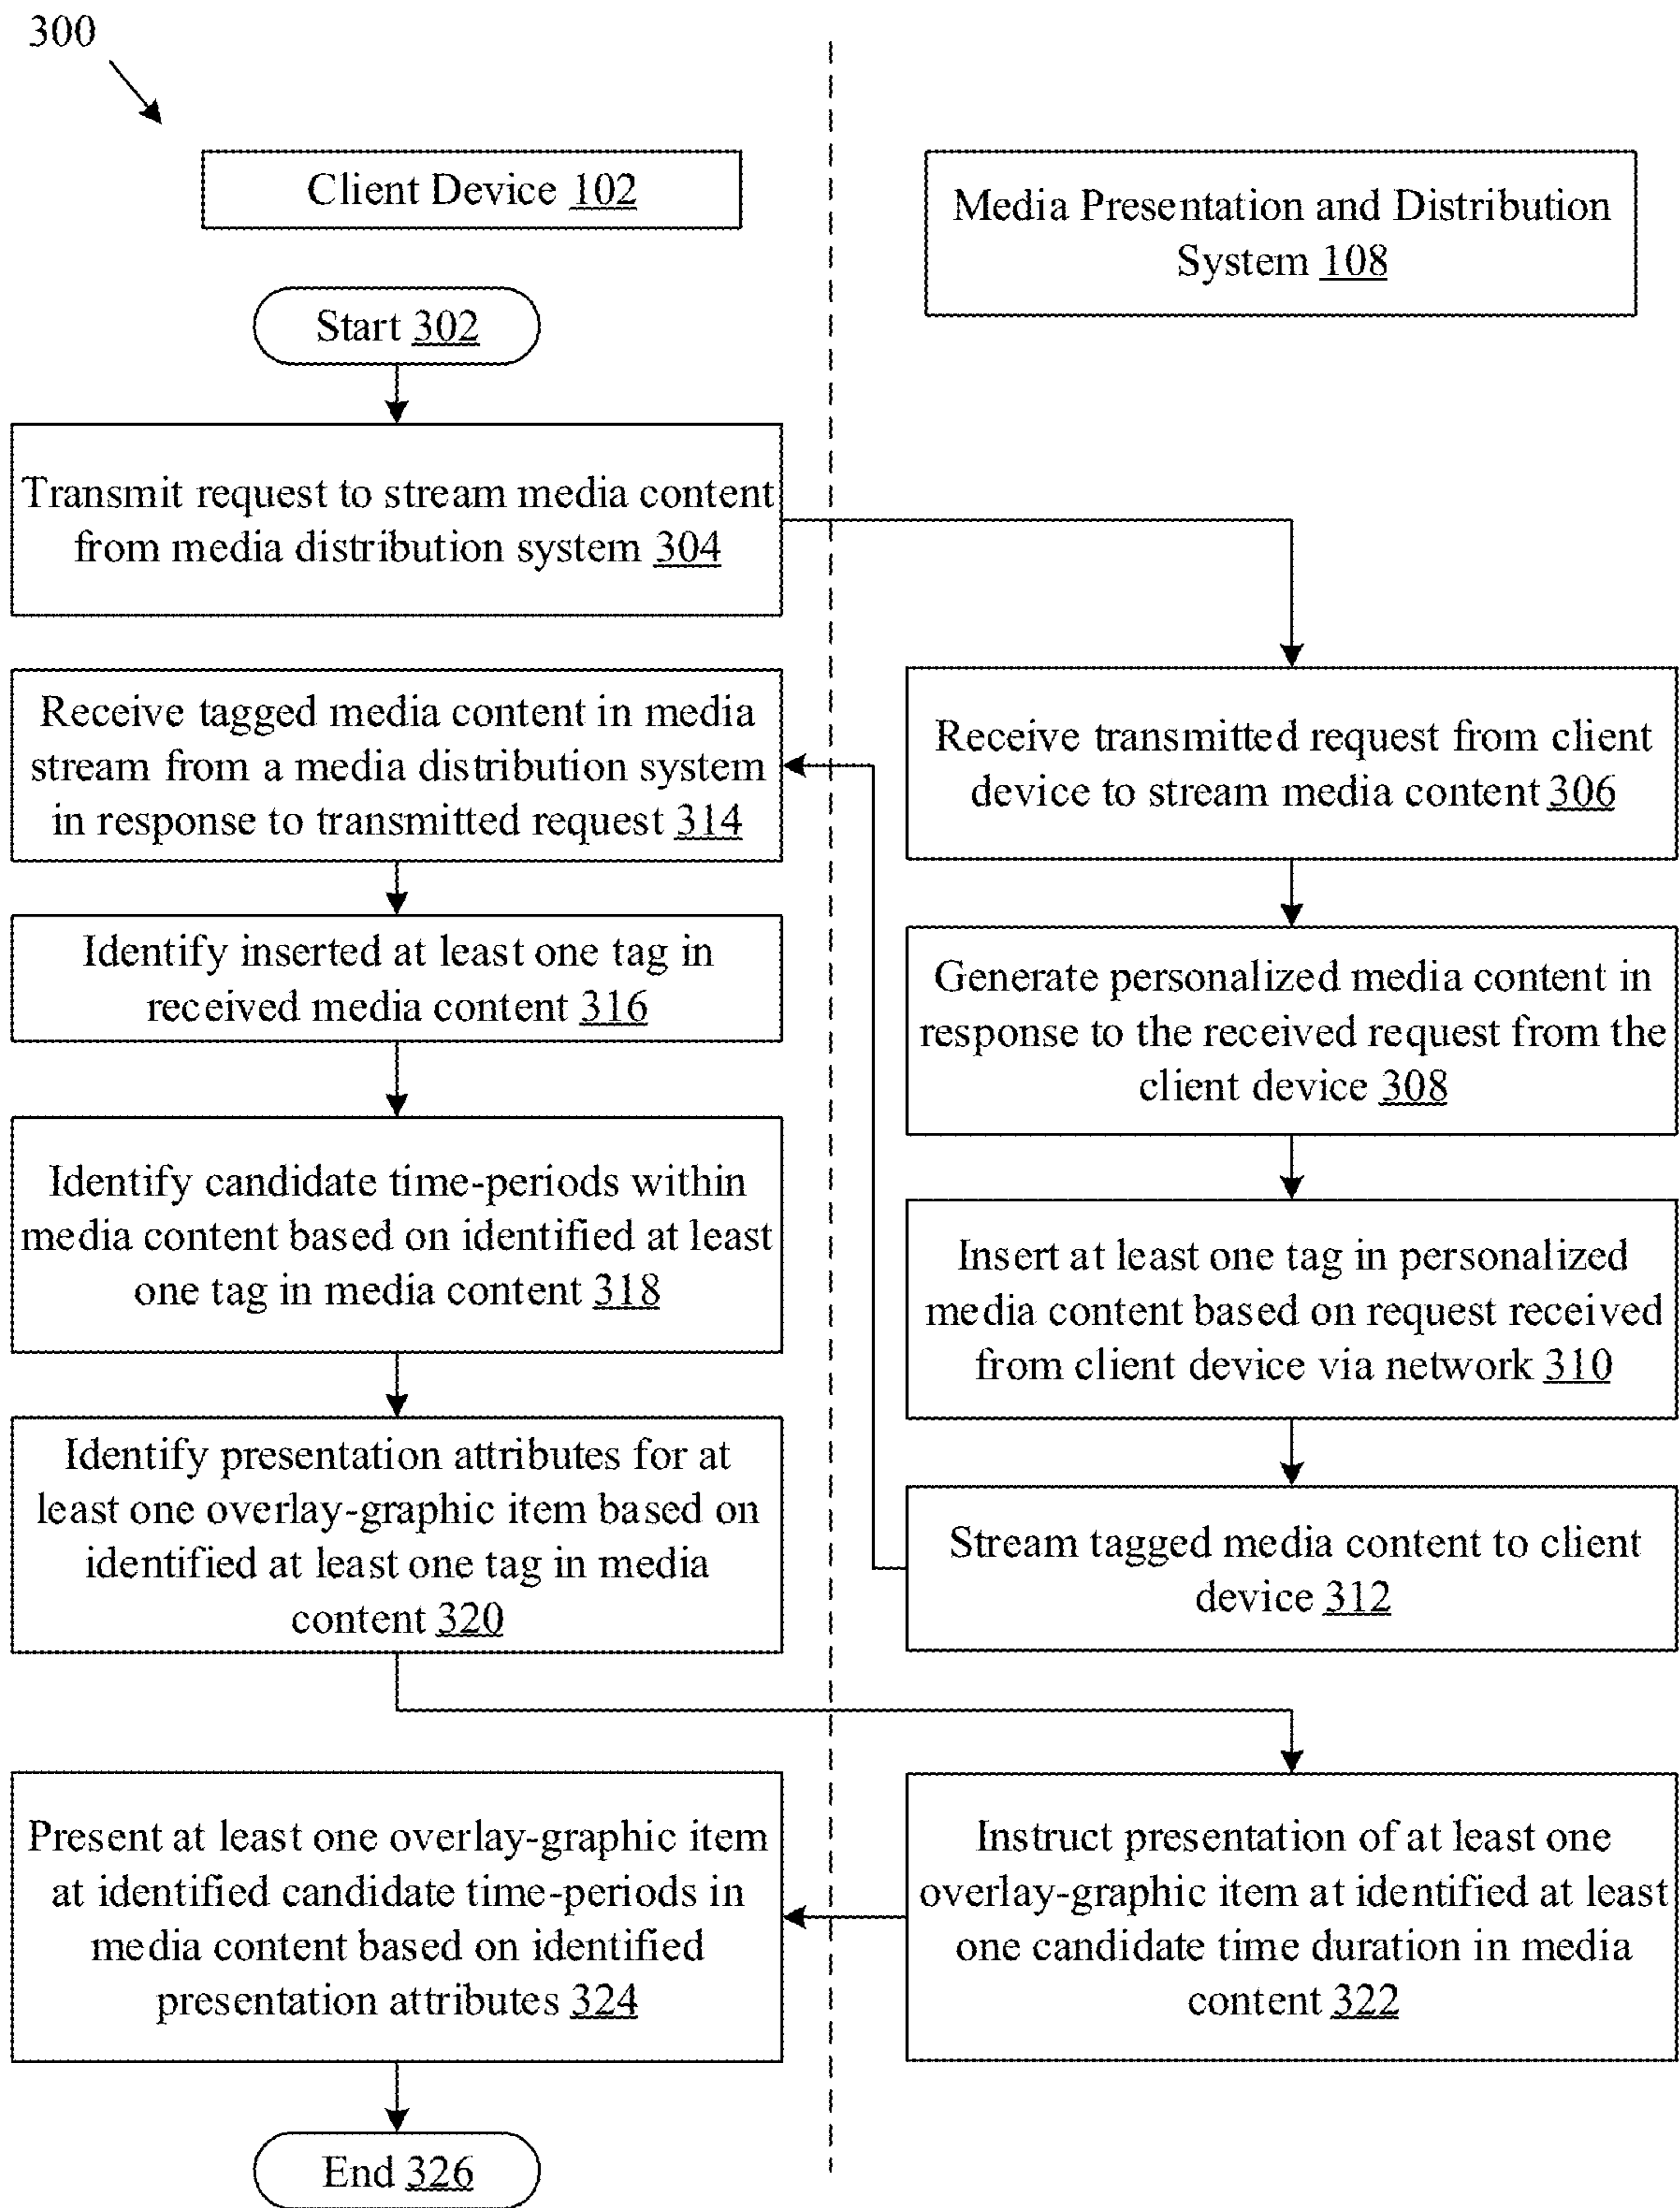 300
Client Device 102
Media Presentation and Distribution
System 108
Start 302
Transmit request to stream media content
from media distribution system 304
Receive transmitted request from client
device to stream media content 306
Generate personalized media content in
response to the received request from the
client device 308
Insert at least one tag in personalized
media content based on request received
from client device via network 310
Stream tagged media content to client
device 312
Receive tagged media content in media
stream from a media distribution system
in response to transmitted request 314
Identify inserted at least one tag in
received media content 316
Identify candidate time-periods within
media content based on identified at least
one tag in media content 318
Identify presentation attributes for at
least one overlay-graphic item based on
identified at least one tag in media
content 320
Instruct presentation of at least one
overlay-graphic item at identified at least
one candidate time duration in media
content 322
Present at least one overlay-graphic item
at identified candidate time-periods in
media content based on identified
presentation attributes 324
End 326